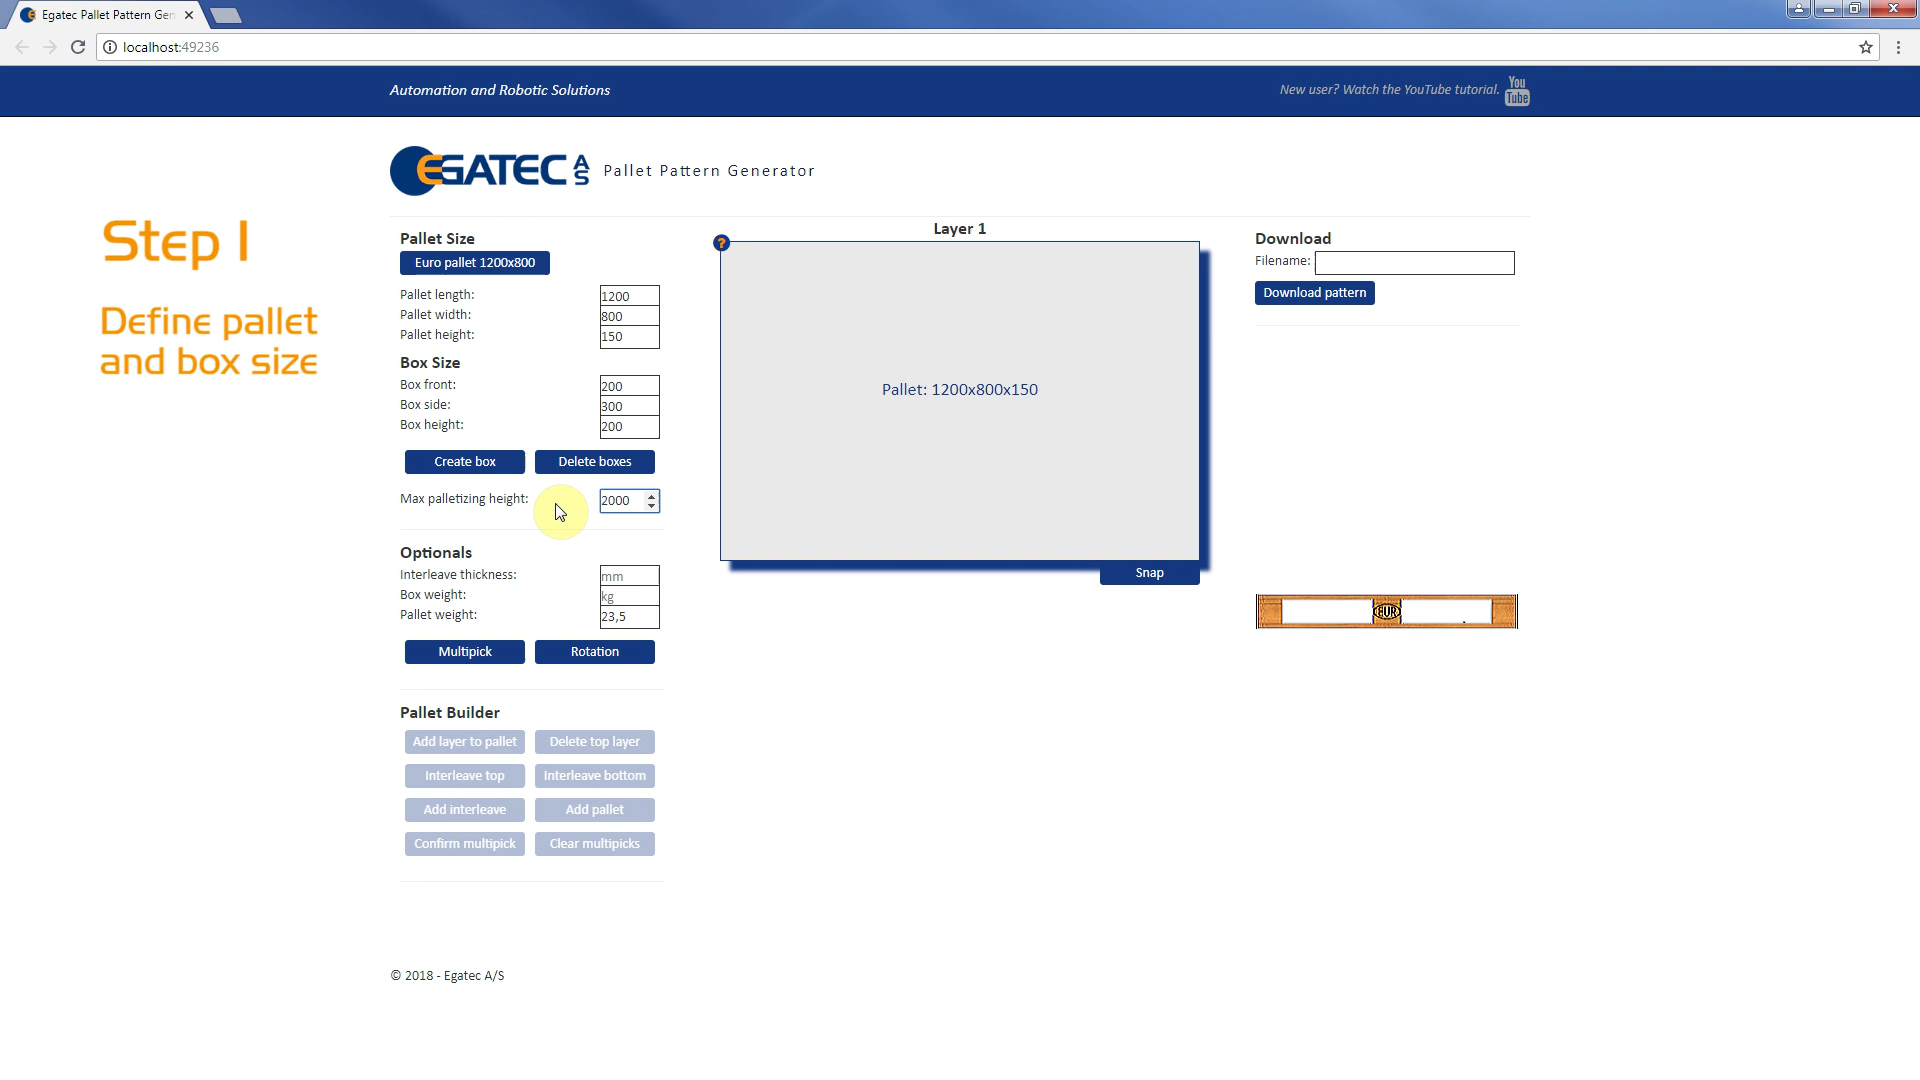 Egatec Pallet Pattern Gen
localhost:49236
Automation and Robotic Solutions
New user? Watch the YouTube tutorial.
You
Tube
EGATEC A
S
Pallet Pattern Generator
Step 1
Define pallet
and box size
Pallet Size
Euro pallet 1200x800
Pallet length: 1200
Pallet width: 800
Pallet height: 150
Box Size
Box front: 200
Box side: 300
Box height: 200
Create box Delete boxes
Max palletizing height: 2000
Optionals
Interleave thickness: mm
Box weight: kg
Pallet weight: 23,5
Multipick Rotation
Pallet Builder
Add layer to pallet Delete top layer
Interleave top Interleave bottom
Add interleave Add pallet
Confirm multipick Clear multipicks
Layer 1
?
Pallet: 1200x800x150
Snap
Download
Filename:
Download pattern
EUR
© 2018 - Egatec A/S